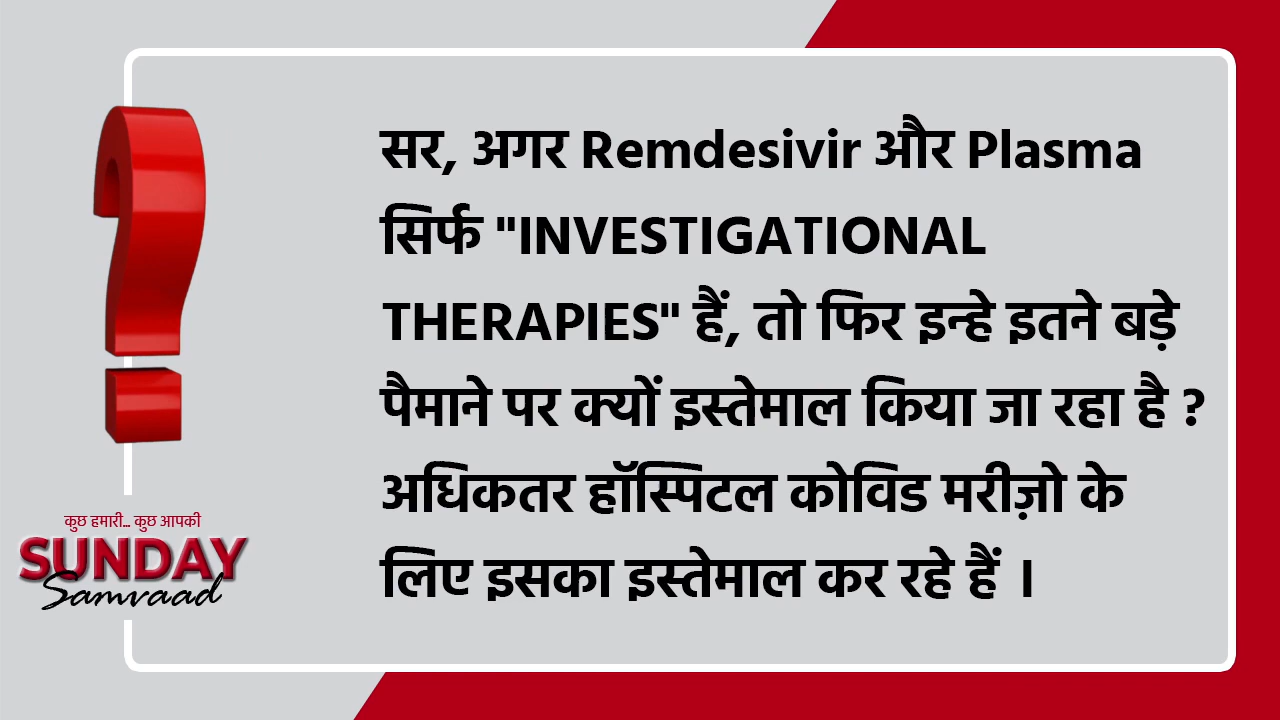 सर, अगर Remdesivir और Plasma
सिर्फ "INVESTIGATIONAL
THERAPIES" हैं, तो फिर इन्हे इतने बड़े
पैमाने पर क्यों इस्तेमाल किया जा रहा है ?
अधिकतर हॉस्पिटल कोविड मरीज़ो के
लिए इसका इस्तेमाल कर रहे हैं ।
कुछ हमारी... कुछ आपकी
SUNDAY
Samvaad